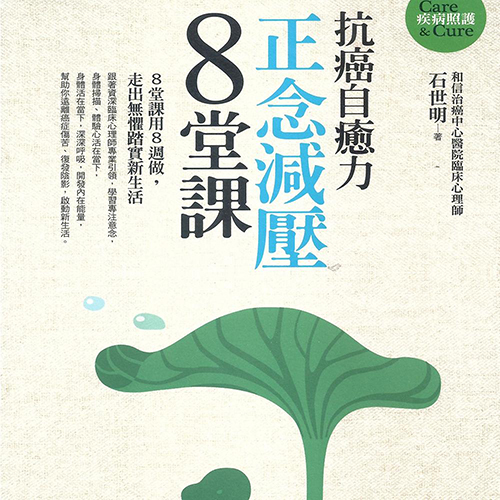 Care
疾病照護
& Cure
和信治癌中心醫院臨床心理師
石世明—著
抗癌自癒力
正念減壓
8堂課
8堂課用8週做，
走出無懼踏實新生活
跟著資深臨床心理師專業引領，學習專注意念，
身體掃描、體驗心活在當下，
身體活在當下，深深呼吸，開發內在能量，
幫助你遠離癌症傷苦、復發陰影，啟動新生活。